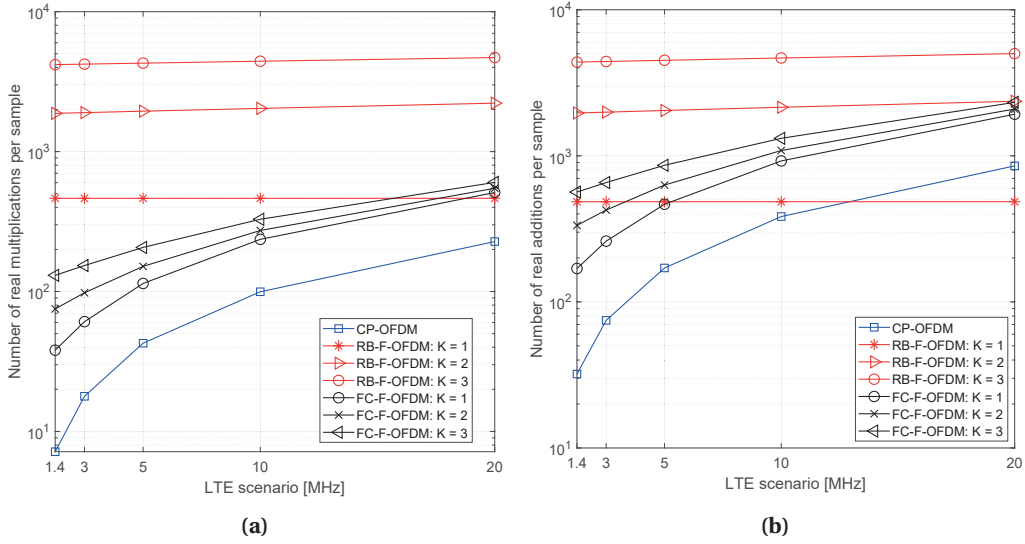 10^4
10^3
10^2
10^1
Number of real multiplications per sample
1.4 3 5 10 20
LTE scenario [MHz]
CP-OFDM
RB-F-OFDM: K = 1
RB-F-OFDM: K = 2
RB-F-OFDM: K = 3
FC-F-OFDM: K = 1
FC-F-OFDM: K = 2
FC-F-OFDM: K = 3
(a)
10^4
10^3
10^2
10^1
Number of real additions per sample
1.4 3 5 10 20
LTE scenario [MHz]
CP-OFDM
RB-F-OFDM: K = 1
RB-F-OFDM: K = 2
RB-F-OFDM: K = 3
FC-F-OFDM: K = 1
FC-F-OFDM: K = 2
FC-F-OFDM: K = 3
(b)